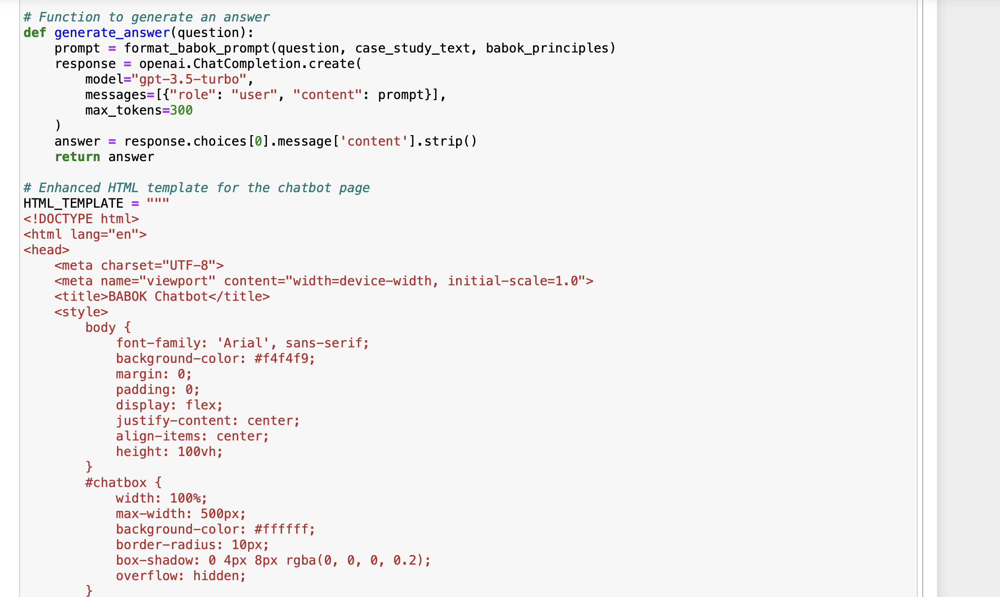 # Function to generate an answer
def generate_answer(question):
    prompt = format_babok_prompt(question, case_study_text, babok_principles)
    response = openai.ChatCompletion.create(
        model="gpt-3.5-turbo",
        messages=[{"role": "user", "content": prompt}],
        max_tokens=300
    )
    answer = response.choices[0].message['content'].strip()
    return answer

# Enhanced HTML template for the chatbot page
HTML_TEMPLATE = """
<!DOCTYPE html>
<html lang="en">
<head>
    <meta charset="UTF-8">
    <meta name="viewport" content="width=device-width, initial-scale=1.0">
    <title>BABOK Chatbot</title>
    <style>
        body {
            font-family: 'Arial', sans-serif;
            background-color: #f4f4f9;
            margin: 0;
            padding: 0;
            display: flex;
            justify-content: center;
            align-items: center;
            height: 100vh;
        }
        #chatbox {
            width: 100%;
            max-width: 500px;
            background-color: #ffffff;
            border-radius: 10px;
            box-shadow: 0 4px 8px rgba(0, 0, 0, 0.2);
            overflow: hidden;
        }